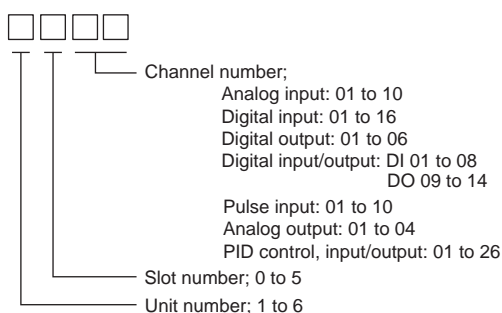 Channel number;
Analog input: 01 to 10
Digital input: 01 to 16
Digital output: 01 to 06
Digital input/output: DI 01 to 08
DO 09 to 14
Pulse input: 01 to 10
Analog output: 01 to 04
PID control, input/output: 01 to 26
Slot number; 0 to 5
Unit number; 1 to 6